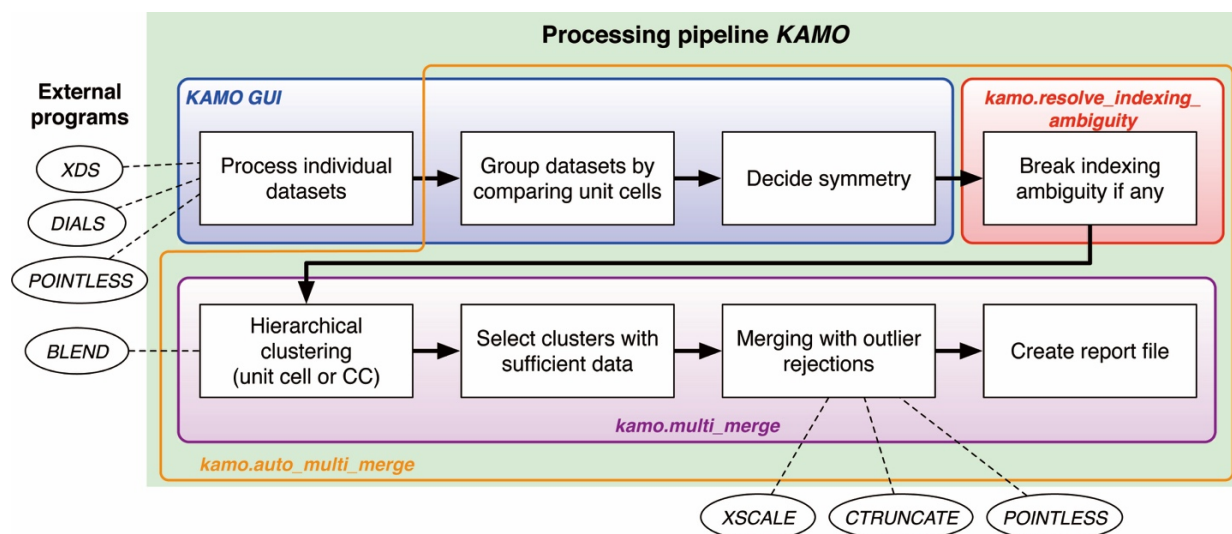 Processing pipeline KAMO
External
programs
XDS
DIALS
POINTLESS
BLEND
KAMO GUI
Process individual
datasets
Group datasets by
comparing unit cells
Decide symmetry
kamo.resolve_indexing_
ambiguity
Break indexing
ambiguity if any
Hierarchical
clustering
(unit cell or CC)
Select clusters with
sufficient data
Merging with outlier
rejections
Create report file
kamo.multi_merge
kamo.auto_multi_merge
XSCALE
CTRUNCATE
POINTLESS